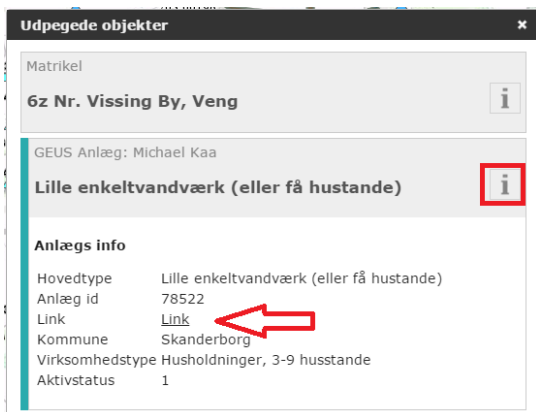 Udpegede objekter ×
Matrikel
6z Nr. Vissing By, Veng
i
GEUS Anlæg: Michael Kaa
Lille enkeltvandværk (eller få hustande)
i
Anlægs info
Hovedtype Lille enkeltvandværk (eller få hustande)
Anlæg id 78522
Link Link
Kommune Skanderborg
Virksomhedstype Husholdninger, 3-9 husstande
Aktivstatus 1